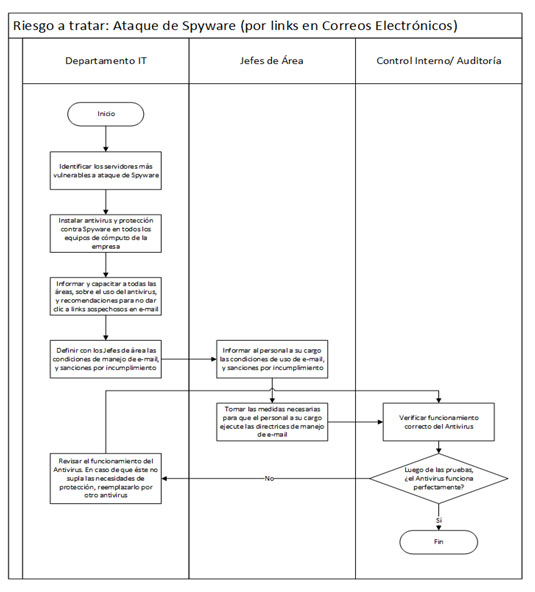 Riesgo a tratar: Ataque de Spyware (por links en Correos Electrónicos)
Departamento IT
Jefes de Área
Control Interno/ Auditoría
Inicio
Identificar los servidores más
vulnerables a ataque de Spyware
Instalar antivirus y protección
contra Spyware en todos los
equipos de cómputo de la
empresa
Informar y capacitar a todas las
áreas, sobre el uso del antivirus,
y recomendaciones para no dar
clic a links sospechosos en e-mail
Definir con los Jefes de área las
condiciones de manejo de e-mail,
y sanciones por incumplimiento
Informar al personal a su cargo
las condiciones de uso de e-mail,
y sanciones por incumplimiento
Tomar las medidas necesarias
para que el personal a su cargo
ejecute las directrices de manejo
de e-mail
Verificar funcionamiento
correcto del Antivirus
Revisar el funcionamiento del
Antivirus. En caso de que éste no
supla las necesidades de
protección, reemplazarlo por
otro antivirus
No
Luego de las pruebas,
¿el Antivirus funciona
perfectamente?
Si
Fin